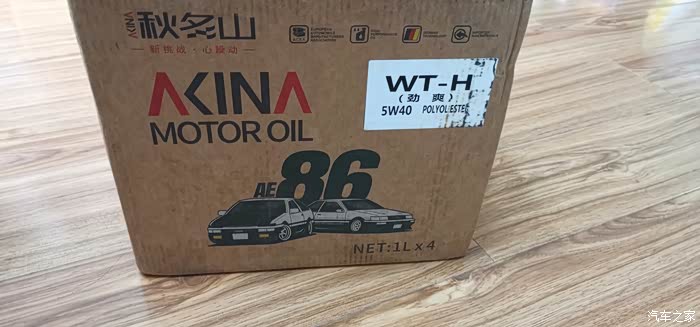 AKINA
秋名山
新挑战·心躁动
AKINA
MOTOR OIL
WT-H
(劲爽)
5W40 POLYOLESTER
AE86
NET:1L x 4
汽车之家